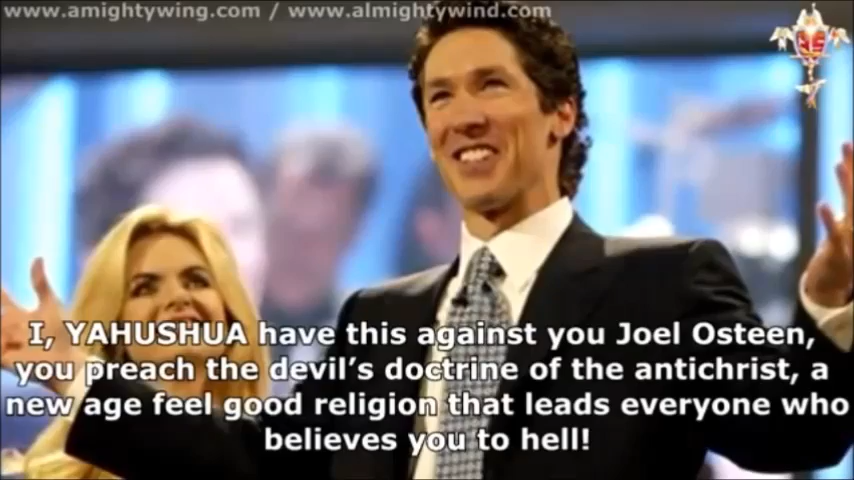 www.amightywing.com / www.almightywind.com
I, YAHUSHUA have this against you Joel Osteen,
you preach the devil's doctrine of the antichrist, a
new age feel good religion that leads everyone who
believes you to hell!